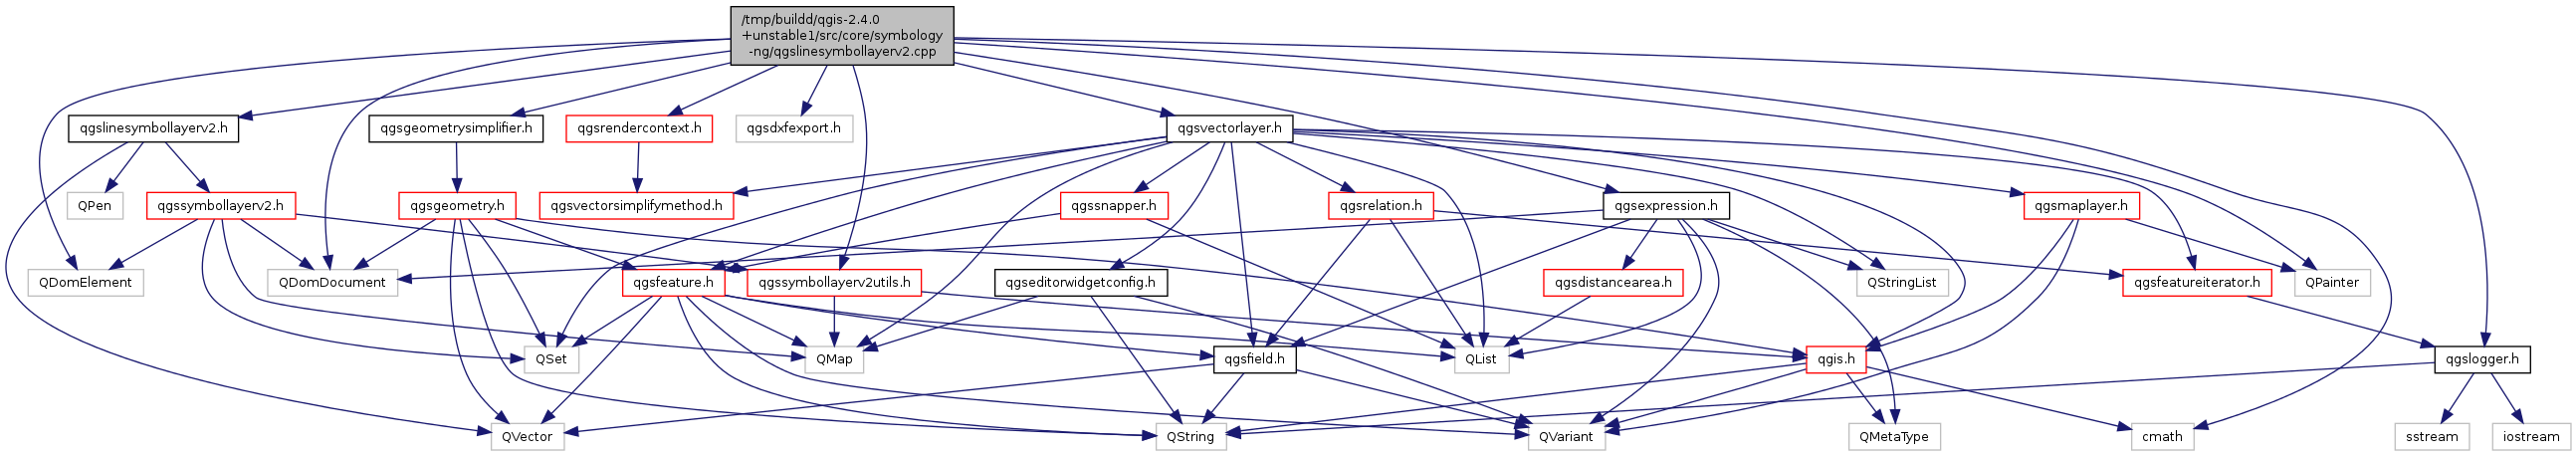 /tmp/buildd/qgis-2.4.0
+unstable1/src/core/symbology
-ng/qgslinesymbollayerv2.cpp
qgslinesymbollayerv2.h
qgsgeometrysimplifier.h
qgsrendercontext.h
qgsdxfexport.h
qgsvectorlayer.h
QPen
qgssymbollayerv2.h
qgsgeometry.h
qgsvectorsimplifymethod.h
qgssnapper.h
qgsrelation.h
qgsexpression.h
qgsmaplayer.h
QDomElement
QDomDocument
qgsfeature.h
qgssymbollayerv2utils.h
qgseditorwidgetconfig.h
qgsdistancearea.h
QStringList
qgsfeatureiterator.h
QPainter
QSet
QMap
qgsfield.h
QList
qgis.h
qgslogger.h
QVector
QString
QVariant
QMetaType
cmath
sstream
iostream